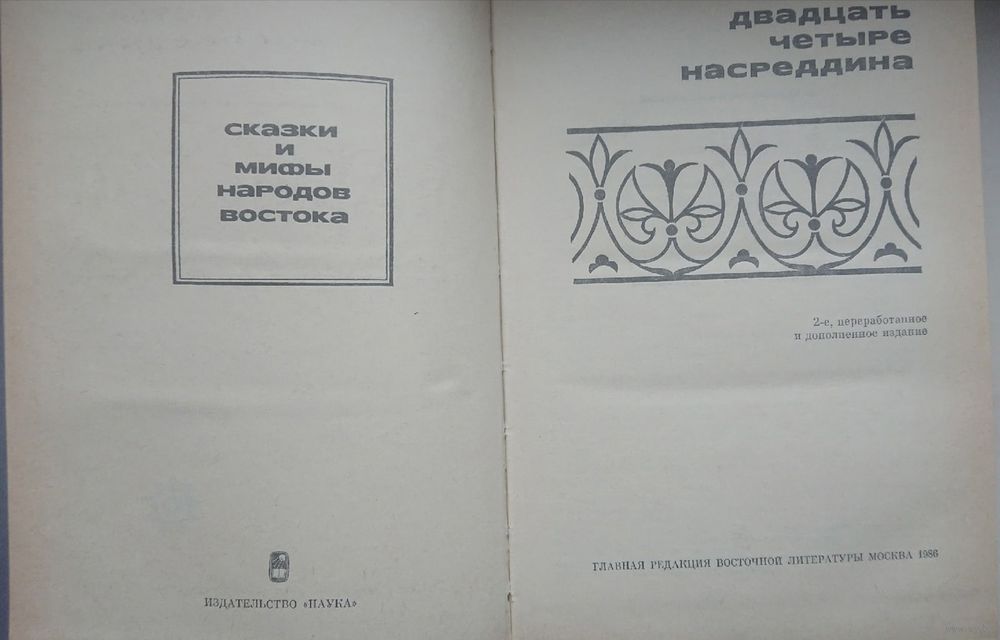 сказки
и
мифы
народов
востока
ИЗДАТЕЛЬСТВО «НАУКА»
двадцать
четыре
насреддина
2-е, переработанное
и дополненное издание
ГЛАВНАЯ РЕДАКЦИЯ ВОСТОЧНОЙ ЛИТЕРАТУРЫ МОСКВА 1986